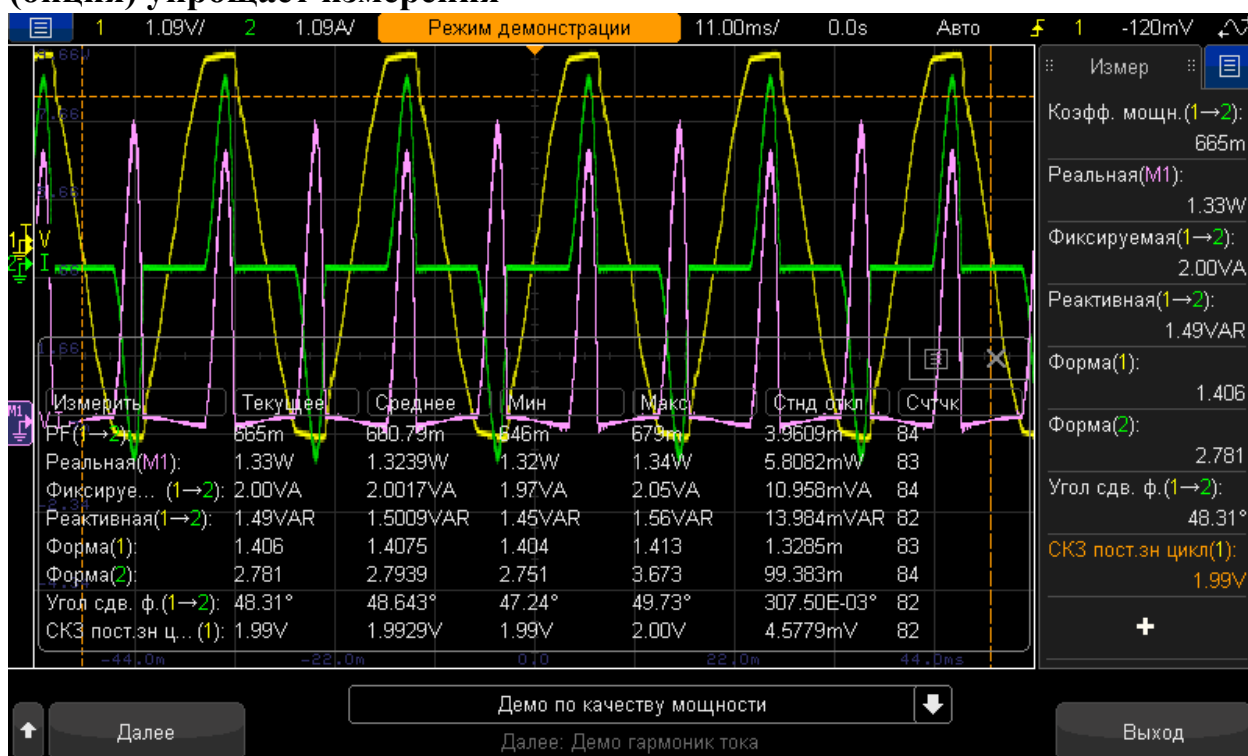 (опция) упрощает измерения
1 1.09V/ 2 1.09A/ Режим демонстрации 11.00ms/ 0.0s Авто 1 -120mV
Измер
Коэфф. мощн.(1→2):
665m
Реальная(M1):
1.33W
Фиксируемая(1→2):
2.00VA
Реактивная(1→2):
1.49VAR
Форма(1):
1.406
Форма(2):
2.781
Угол сдв. ф.(1→2):
48.31°
СКЗ пост.зн цикл(1):
1.99V
+
7.66
1 V
2 I
1.66
M1 V I
Измерить Текущее Среднее Мин Макс Стнд откл Счтчк
PF(1→2): 665m 660.79m 646m 679m 3.9609m 84
Реальная(M1): 1.33W 1.3239W 1.32W 1.34W 5.8082mW 83
Фиксируе... (1→2): 2.00VA 2.0017VA 1.97VA 2.05VA 10.958mVA 84
-2.34
Реактивная(1→2): 1.49VAR 1.5009VAR 1.45VAR 1.56VAR 13.984mVAR 82
Форма(1): 1.406 1.4075 1.404 1.413 1.3285m 83
Форма(2): 2.781 2.7939 2.751 3.673 99.383m 84
Угол сдв. ф.(1→2): 48.31° 48.643° 47.24° 49.73° 307.50E-03° 82
СКЗ пост.зн ц... (1): 1.99V 1.9929V 1.99V 2.00V 4.5779mV 82
-44.0m -22.0m 0.0 22.0m 44.0ms
Демо по качеству мощности
Далее
Далее: Демо гармоник тока
Выход